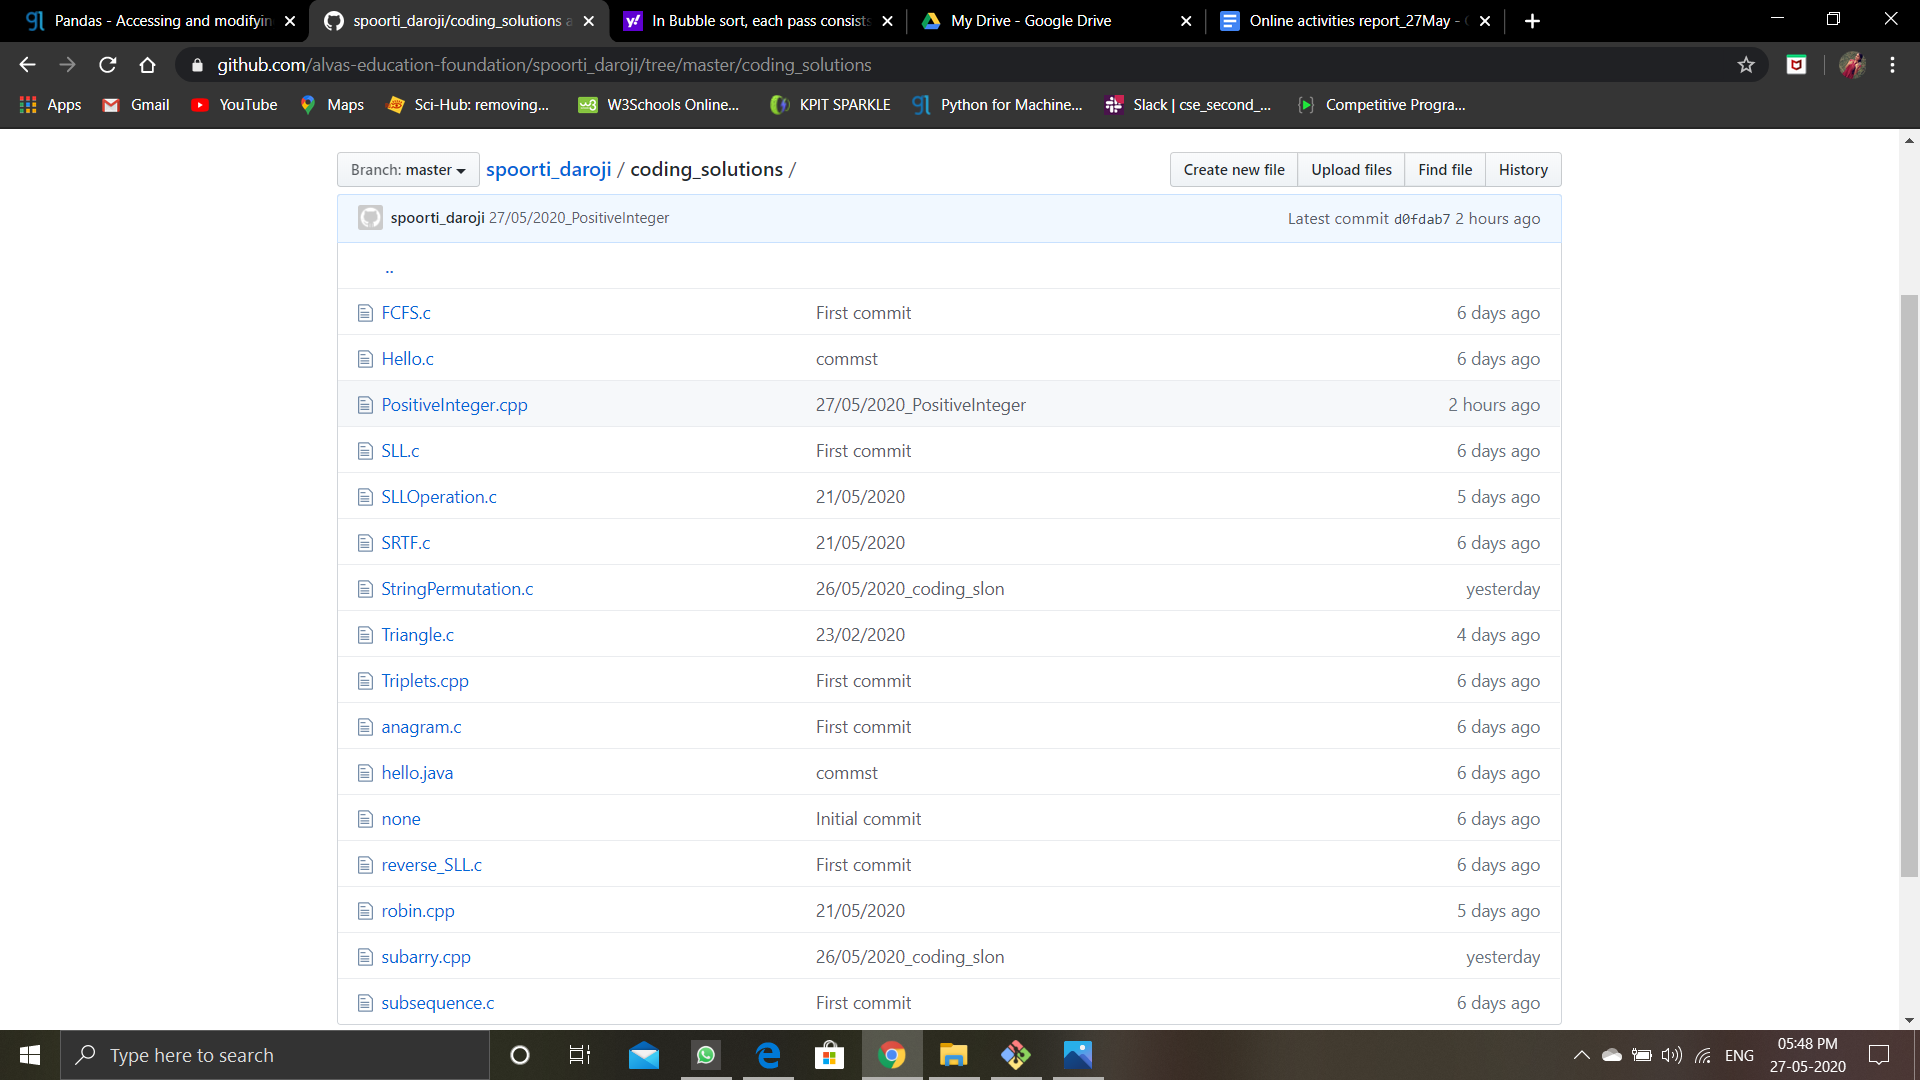 Pandas - Accessing and modifyin
spoorti_daroji/coding_solutions a
In Bubble sort, each pass consists
My Drive - Google Drive
Online activities report_27May -
github.com/alvas-education-foundation/spoorti_daroji/tree/master/coding_solutions
Apps Gmail YouTube Maps Sci-Hub: removing... W3Schools Online... KPIT SPARKLE Python for Machine... Slack | cse_second_... Competitive Progra...
Branch: master spoorti_daroji / coding_solutions / Create new file Upload files Find file History
spoorti_daroji 27/05/2020_PositiveInteger Latest commit d0fdab7 2 hours ago
..
FCFS.c First commit 6 days ago
Hello.c commst 6 days ago
PositiveInteger.cpp 27/05/2020_PositiveInteger 2 hours ago
SLL.c First commit 6 days ago
SLLOperation.c 21/05/2020 5 days ago
SRTF.c 21/05/2020 6 days ago
StringPermutation.c 26/05/2020_coding_slon yesterday
Triangle.c 23/02/2020 4 days ago
Triplets.cpp First commit 6 days ago
anagram.c First commit 6 days ago
hello.java commst 6 days ago
none Initial commit 6 days ago
reverse_SLL.c First commit 6 days ago
robin.cpp 21/05/2020 5 days ago
subarry.cpp 26/05/2020_coding_slon yesterday
subsequence.c First commit 6 days ago
Type here to search
ENG
05:48 PM
27-05-2020